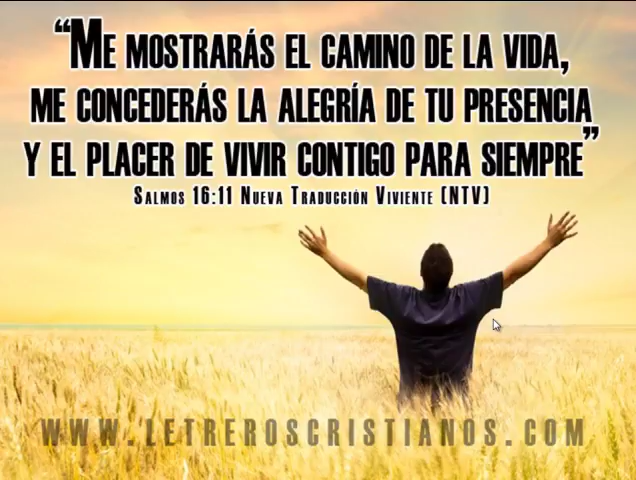 “Me mostrarás el camino de la vida,
me concederás la alegría de tu presencia
y el placer de vivir contigo para siempre”
Salmos 16:11 Nueva Traducción Viviente (NTV)
WWW.LETREROSCRISTIANOS.COM